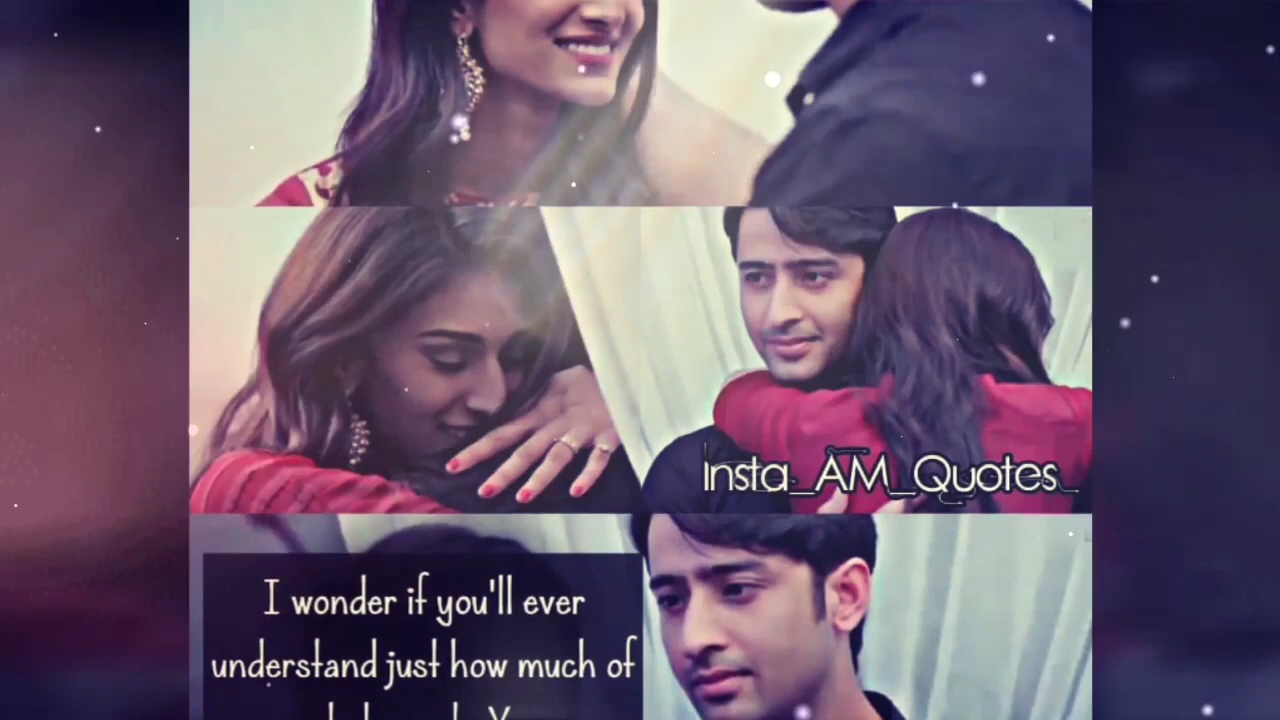 Insta_AM_Quotes_
I wonder if you'll ever
understand just how much of